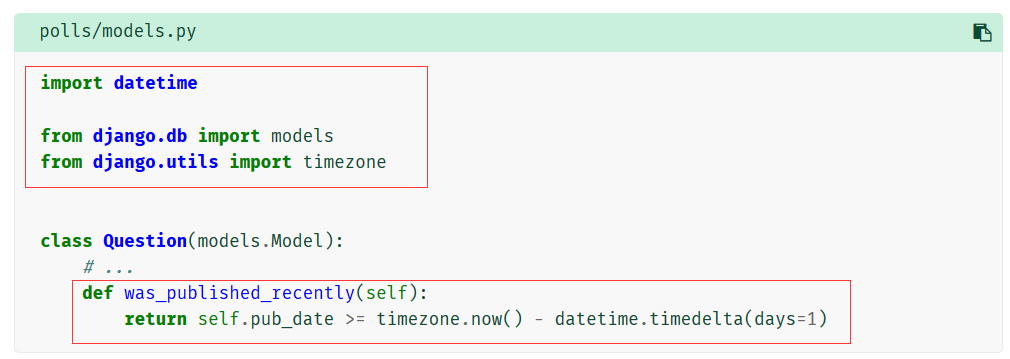 polls/models.py
import datetime
from django.db import models
from django.utils import timezone
class Question(models.Model):
# ...
def was_published_recently(self):
return self.pub_date >= timezone.now() - datetime.timedelta(days=1)